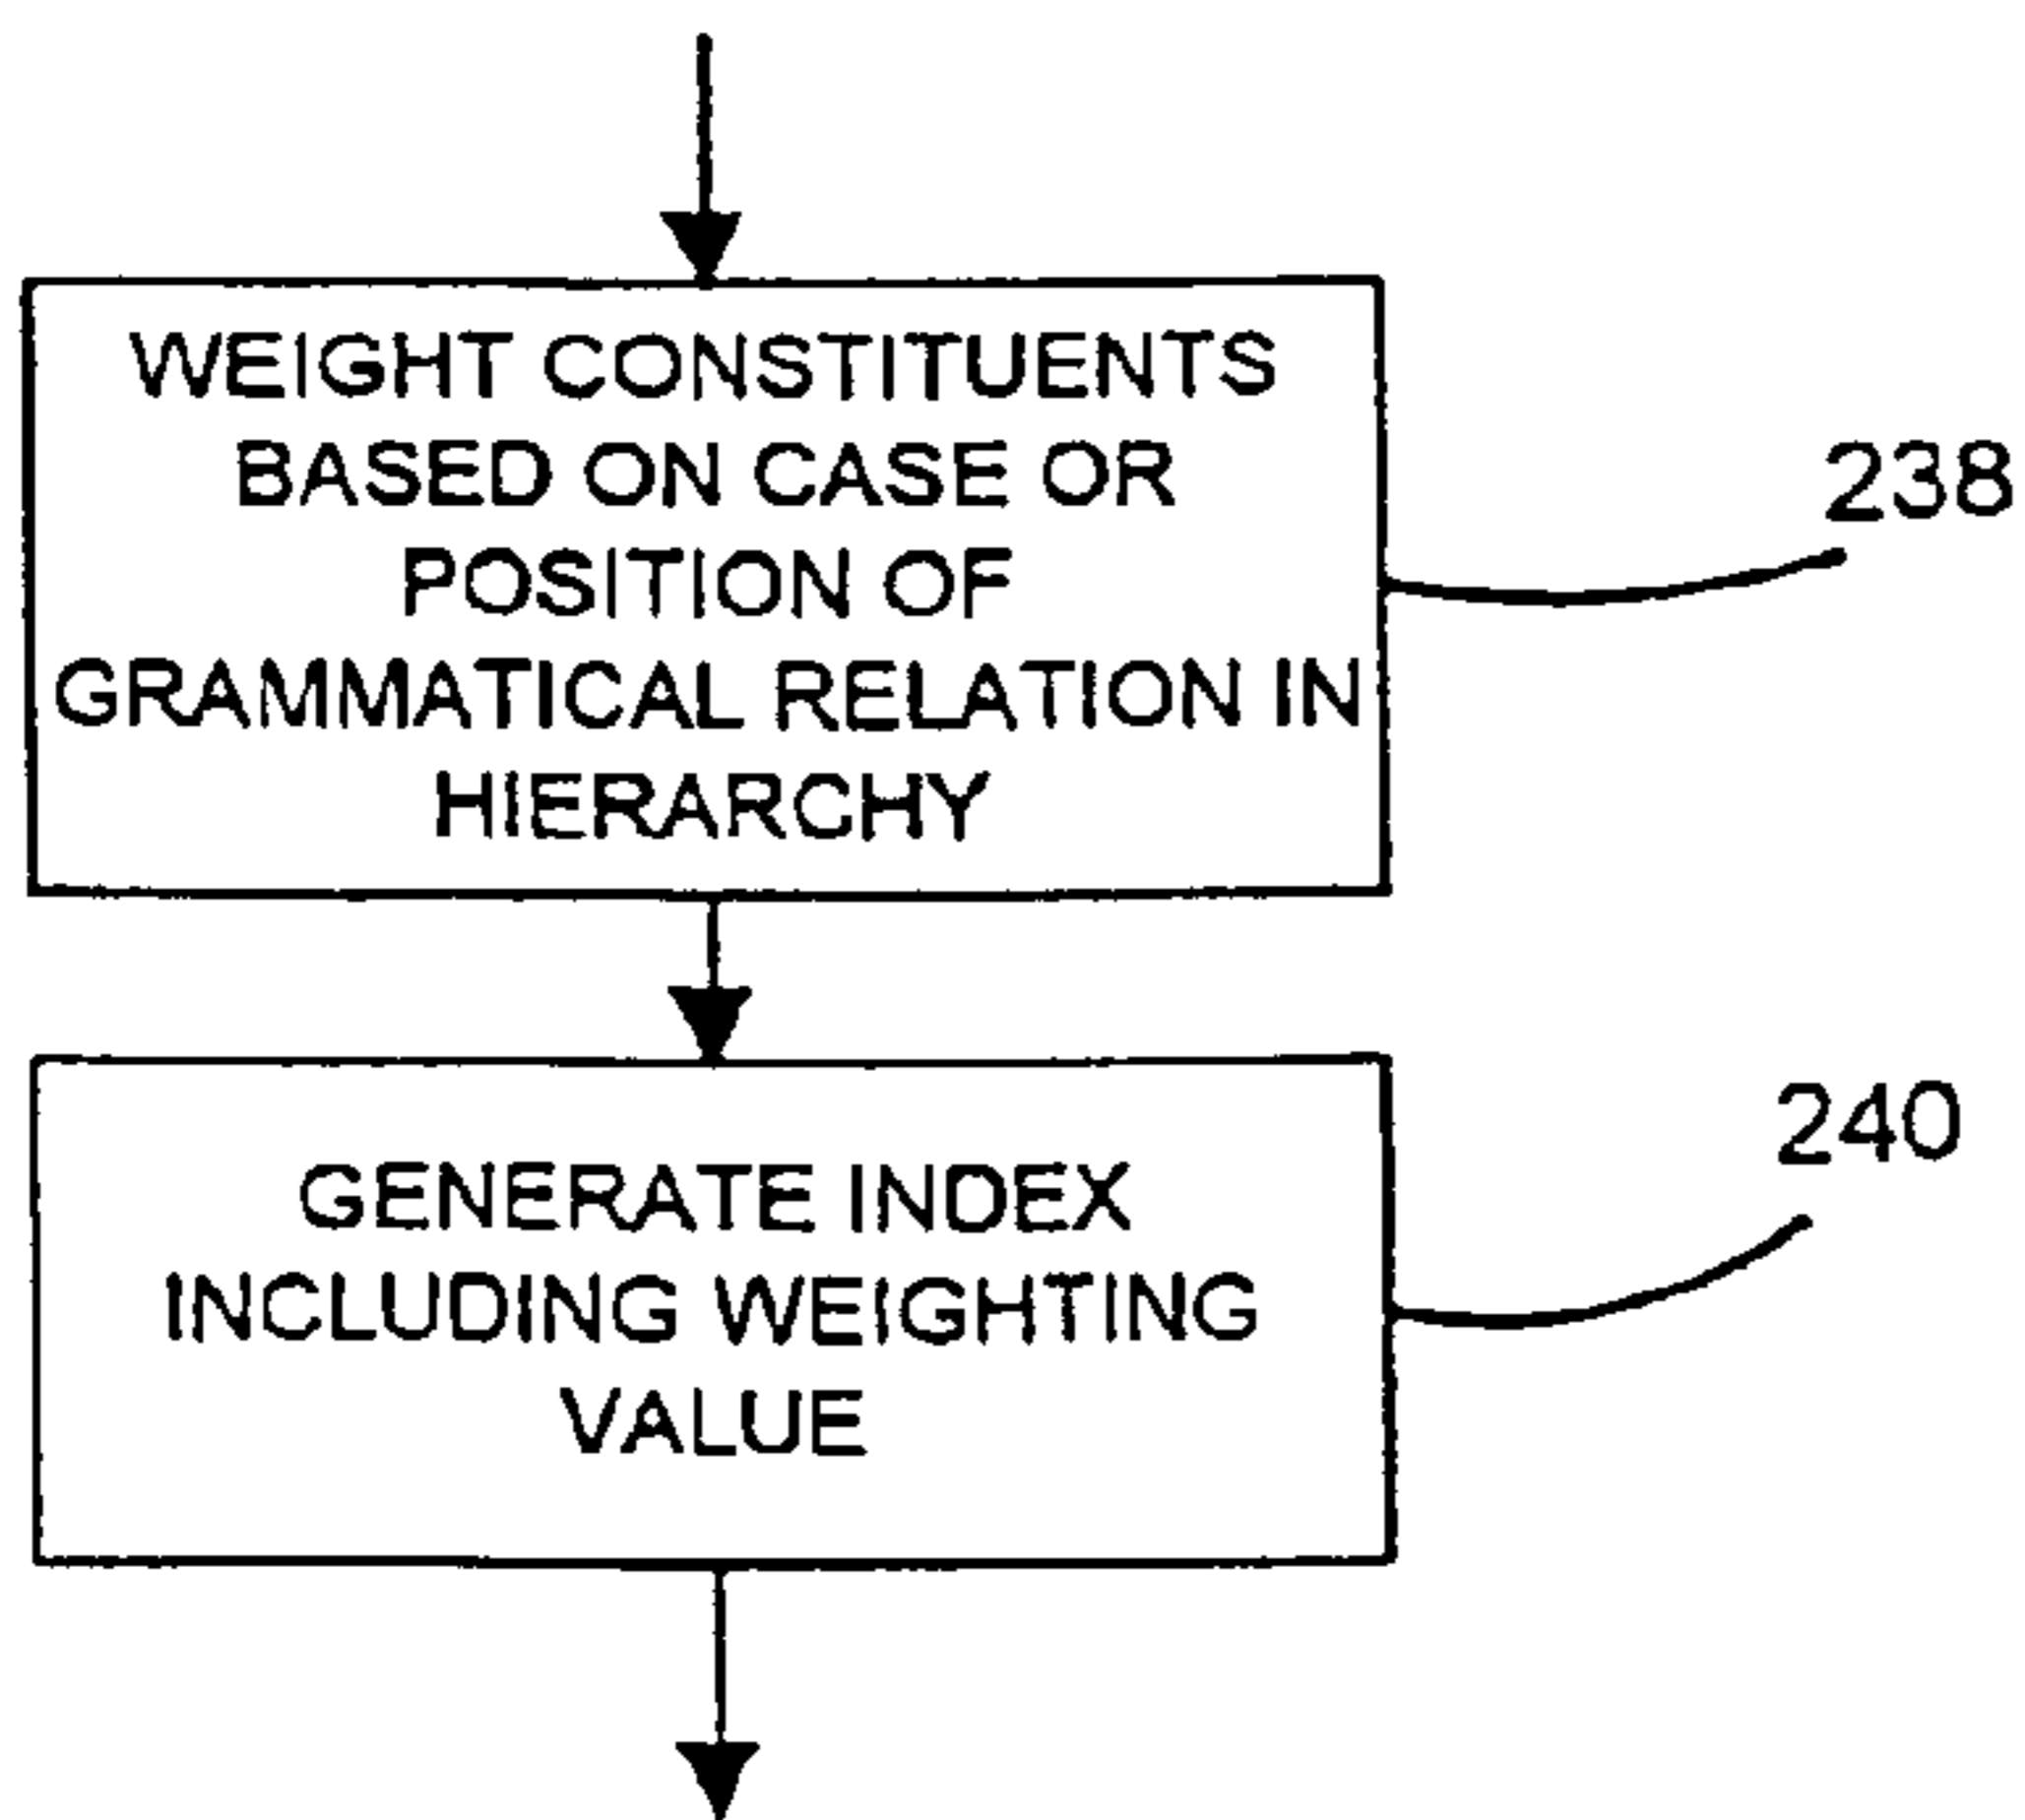 WEIGHT CONSTITUENTS
BASED ON CASE OR
POSITION OF
GRAMMATICAL RELATION IN
HIERARCHY
238
GENERATE INDEX
INCLUDING WEIGHTING
VALUE
240